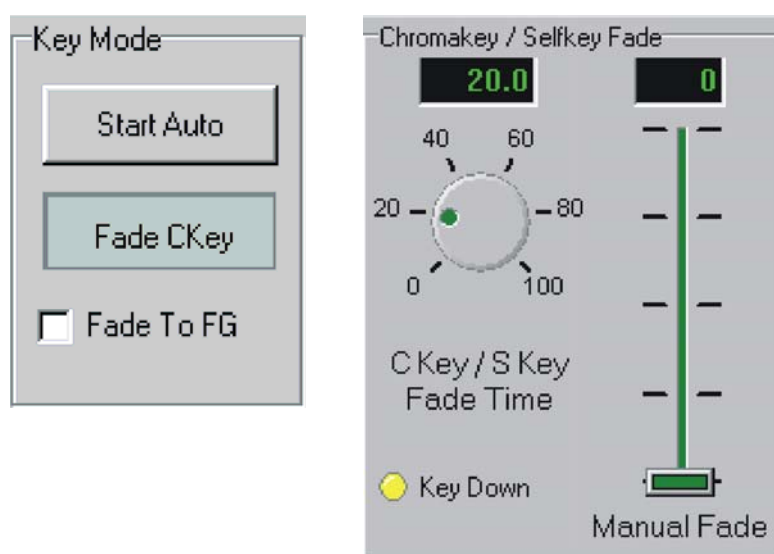 Key Mode
Start Auto
Fade CKey
Fade To FG
Chromakey / Selfkey Fade
20.0
0
40
60
20
80
0
100
C Key / S Key
Fade Time
Key Down
Manual Fade